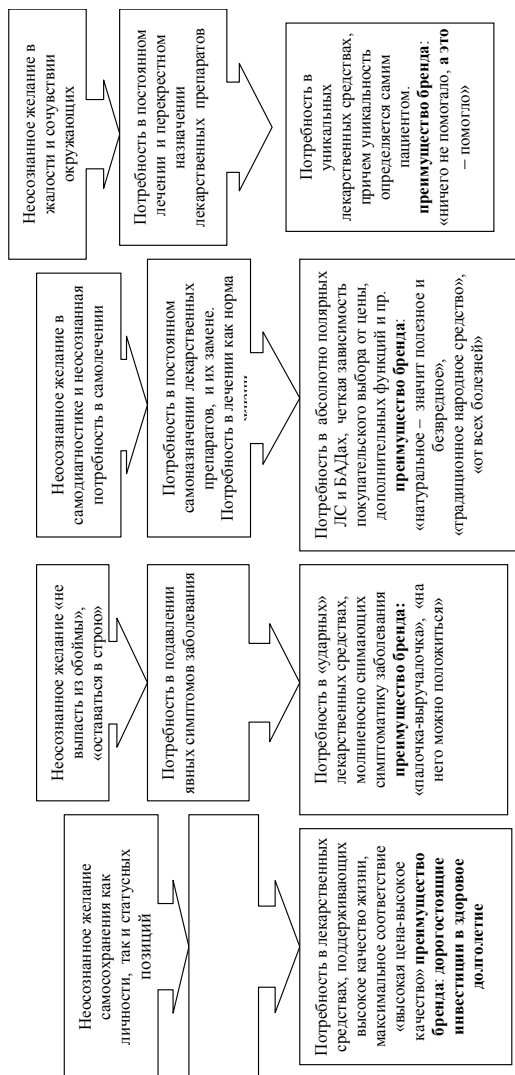 Неосознанное желание
самосохранения как
личности, так и статусных
позиций
Потребность в лекарственных
средствах, поддерживающих
высокое качество жизни,
максимальное соответствие
«высокая цена-высокое
качество» преимущество
бренда: дорогостоящие
инвестиции в здоровое
долголетие
Неосознанное желание «не
выпасть из обоймы»,
«оставаться в строю»
Потребность в подавлении
явных симптомов заболевания
Потребность в «ударных»
лекарственных средствах,
молниеносно снимающих
симптоматику заболевания
преимущество бренда:
«палочка-выручалочка», «на
него можно положиться»
Неосознанное желание в
самодиагностике и неосознанная
потребность в самолечении
Потребность в постоянном
самоназначении лекарственных
препаратов, и их замене.
Потребность в лечении как норма
Потребность в абсолютно полярных
ЛС и БАДах, четкая зависимость
покупательского выбора от цены,
дополнительных функций и пр.
преимущество бренда:
«натуральное – значит полезное и
безвредное»,
«традиционное народное средство»,
«от всех болезней»
Неосознанное желание в
жалости и сочувствии
окружающих
Потребность в постоянном
лечении и перекрестном
назначении
лекарственных препаратов
Потребность в
уникальных
лекарственных средствах,
причем уникальность
определяется самим
пациентом.
преимущество бренда:
«ничего не помогало, а это
– помогло»